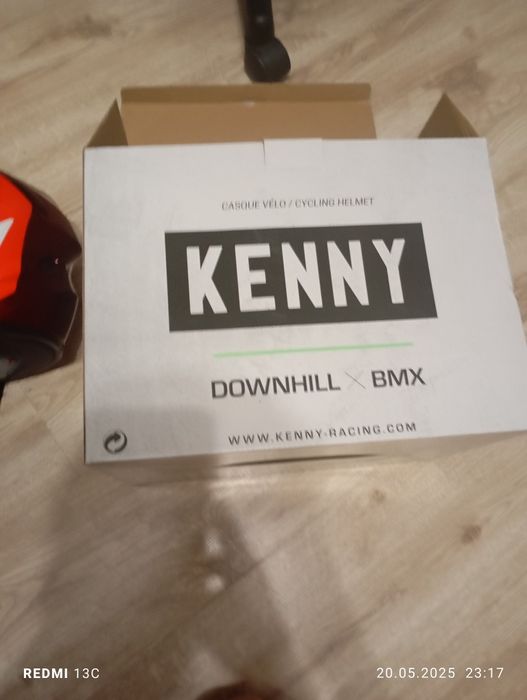 CASQUE VÉLO / CYCLING HELMET
KENNY
DOWNHILL X BMX
WWW.KENNY-RACING.COM
REDMI 13C
20.05.2025 23:17